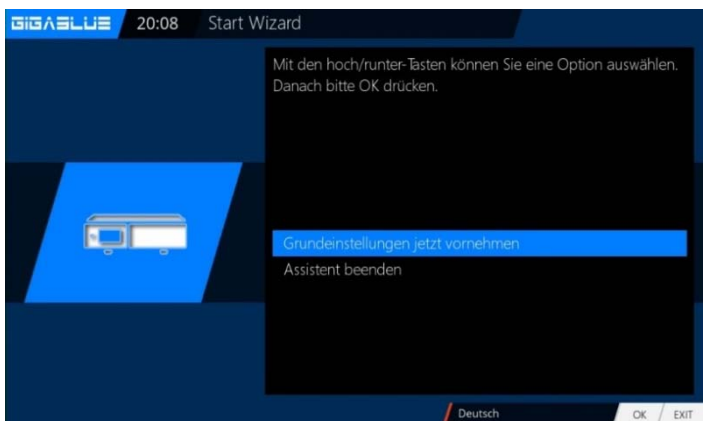 GIGABLUE 20:08 Start Wizard
Mit den hoch/runter-Tasten können Sie eine Option auswählen.
Danach bitte OK drücken.
Grundeinstellungen jetzt vornehmen
Assistent beenden
Deutsch OK EXIT